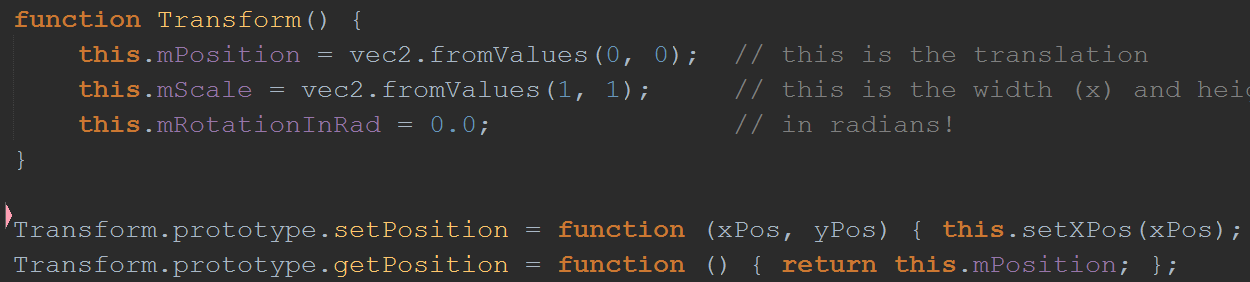 function Transform() {
    this.mPosition = vec2.fromValues(0, 0);  // this is the translation
    this.mScale = vec2.fromValues(1, 1);     // this is the width (x) and
    this.mRotationInRad = 0.0;               // in radians!
}
Transform.prototype.setPosition = function (xPos, yPos) { this.setXPos(xPos);
Transform.prototype.getPosition = function () { return this.mPosition; };